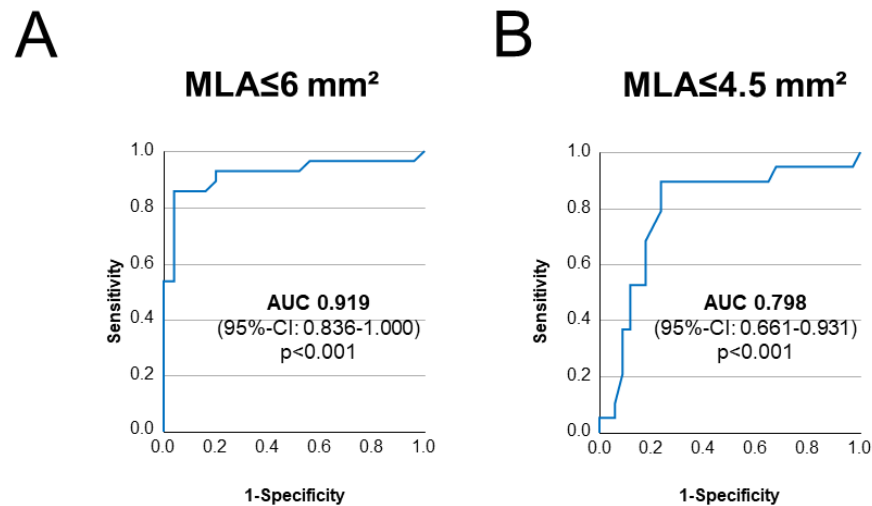 A
MLA≤6 mm²
1.0
0.8
0.6
0.4
0.2
0.0
0.0 0.2 0.4 0.6 0.8 1.0
Sensitivity
1-Specificity
AUC 0.919
(95%-CI: 0.836-1.000)
p<0.001
B
MLA≤4.5 mm²
1.0
0.8
0.6
0.4
0.2
0.0
0.0 0.2 0.4 0.6 0.8 1.0
Sensitivity
1-Specificity
AUC 0.798
(95%-CI: 0.661-0.931)
p<0.001